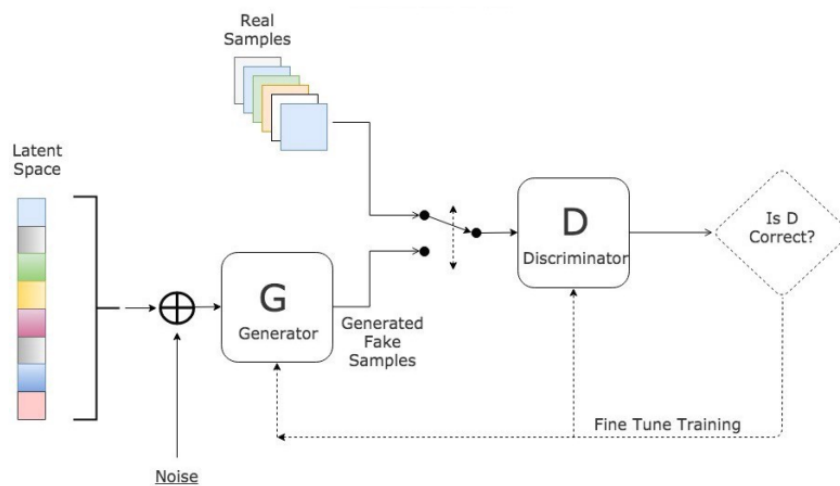 Real
Samples
Latent
Space
D
Discriminator
Is D
Correct?
G
Generator
Generated
Fake
Samples
Fine Tune Training
Noise